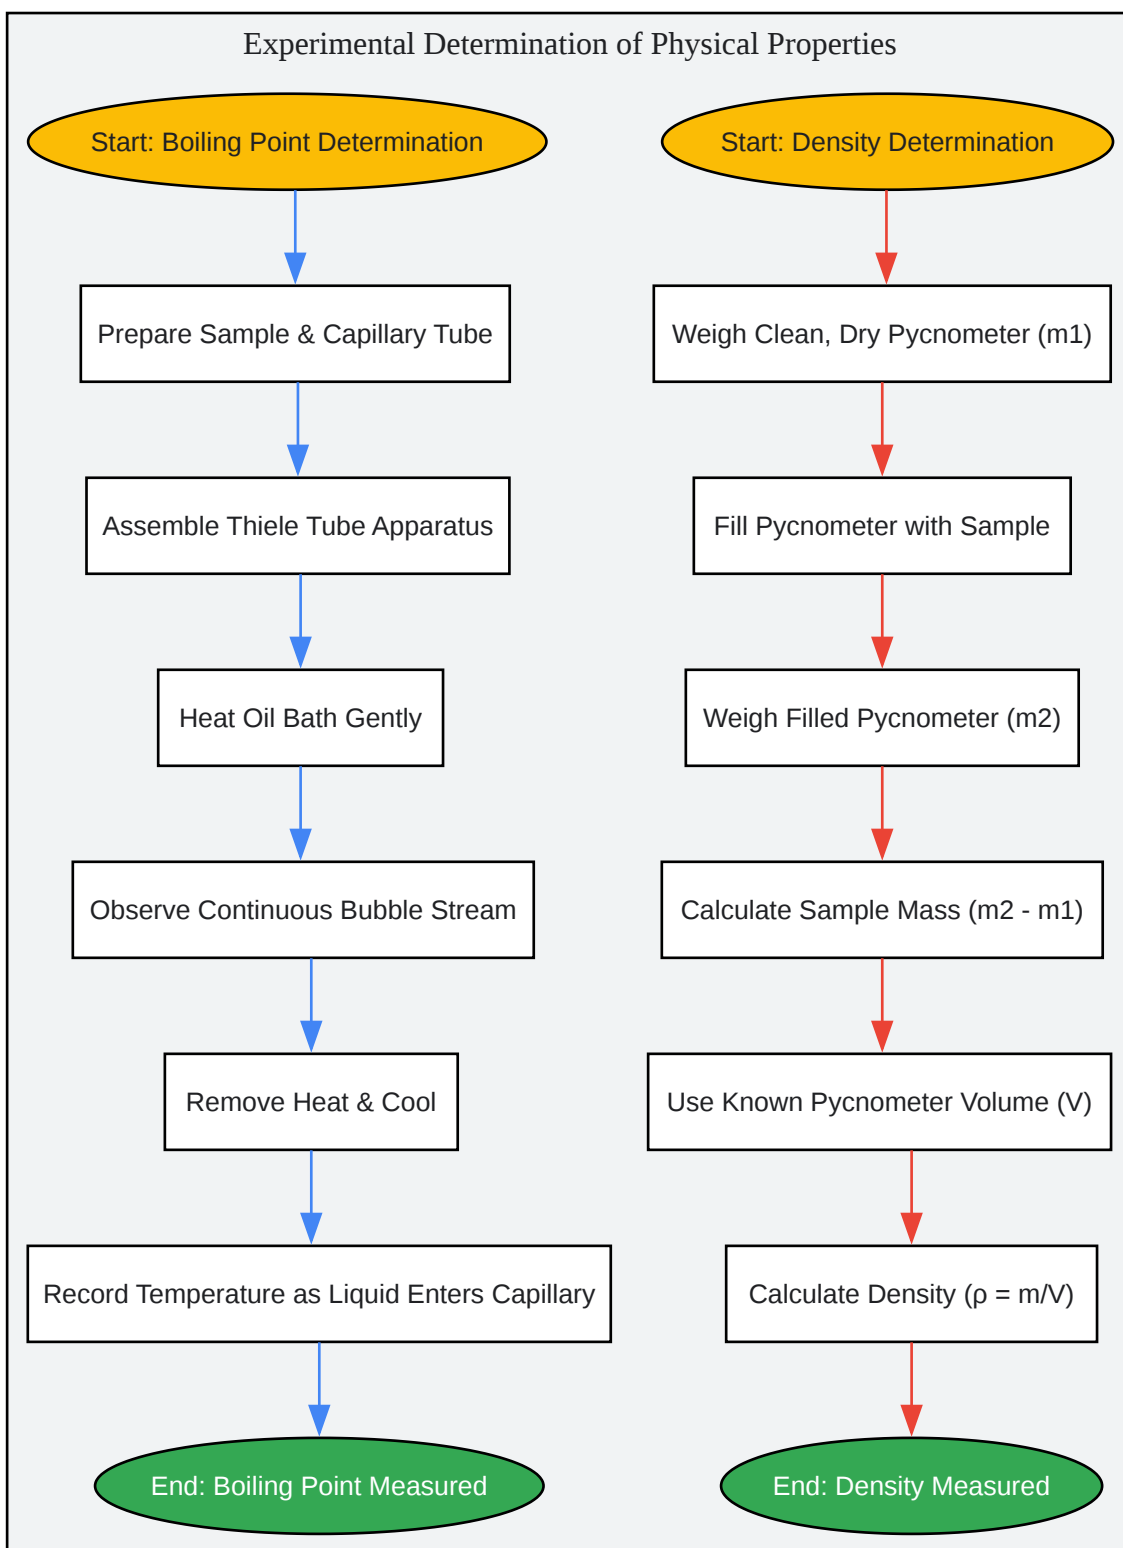 Experimental Determination of Physical Properties
Start: Boiling Point Determination
Prepare Sample & Capillary Tube
Assemble Thiele Tube Apparatus
Heat Oil Bath Gently
Observe Continuous Bubble Stream
Remove Heat & Cool
Record Temperature as Liquid Enters Capillary
End: Boiling Point Measured
Start: Density Determination
Weigh Clean, Dry Pycnometer (m1)
Fill Pycnometer with Sample
Weigh Filled Pycnometer (m2)
Calculate Sample Mass (m2 - m1)
Use Known Pycnometer Volume (V)
Calculate Density (ρ = m/V)
End: Density Measured